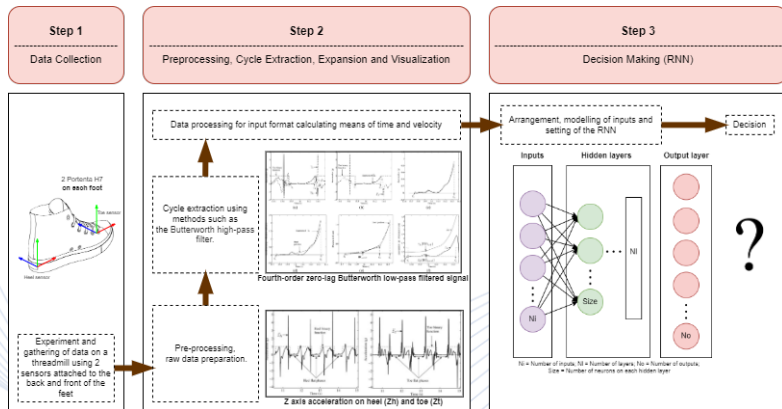 Step 1
Data Collection
Step 2
Preprocessing, Cycle Extraction, Expansion and Visualization
Step 3
Decision Making (RNN)
2 Portenta H7
on each foot
Toe sensor
Heel sensor
Experiment and
gathering of data on a
threadmill using 2
sensors attached to the
back and front of the
feet
Data processing for input format calculating means of time and velocity
Cycle extraction using
methods such as
the Butterworth high-pass
filter.
Fourth-order zero-lag Butterworth low-pass filtered signal
Pre-processing,
raw data preparation.
Z axis acceleration on heel (Zh) and toe (Zt)
Arrangement, modelling of inputs and
setting of the RNN
Decision
Inputs
Hidden layers
Output layer
Ni
Size
Nl
No
?
Ni = Number of inputs; Nl = Number of layers; No = Number of outputs;
Size = Number of neurons on each hidden layer